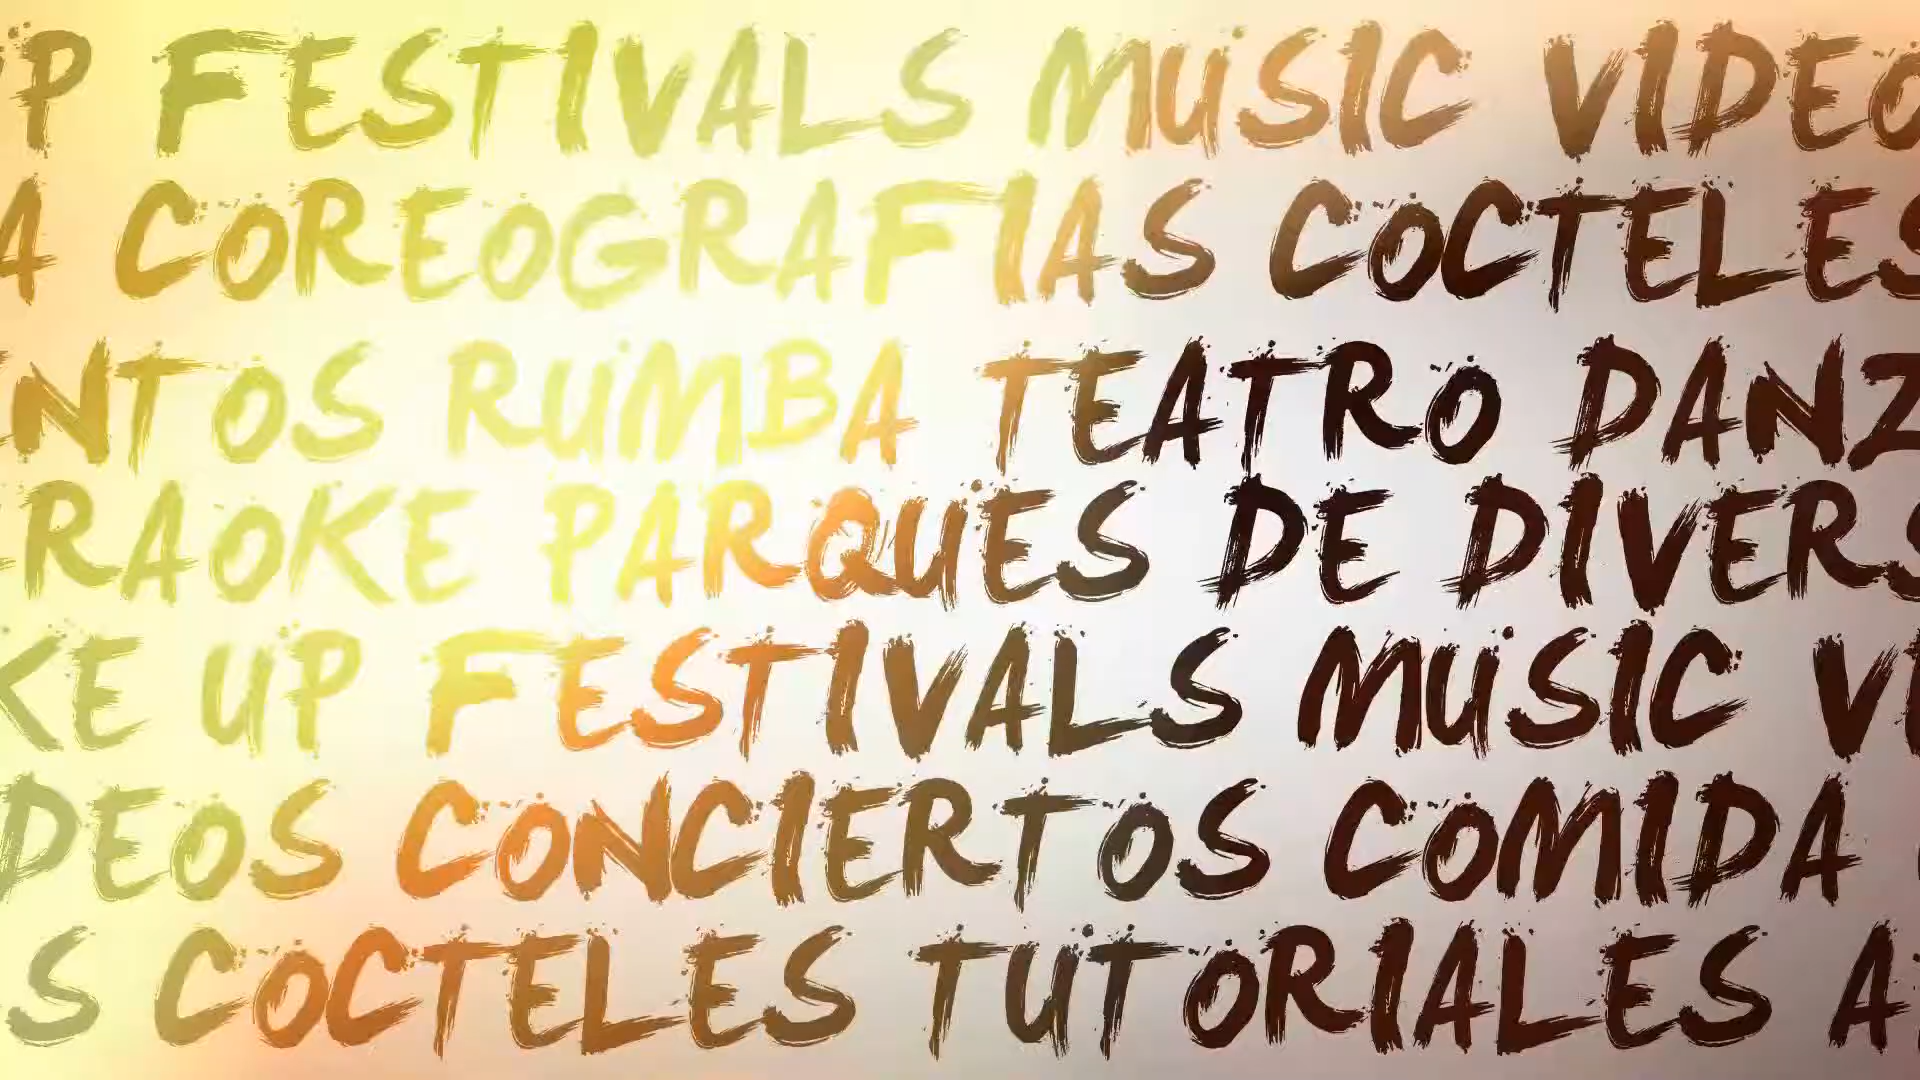 UP FESTIVALS MUSIC VIDEO
A COREOGRAFIAS COCTELES
ENTOS RUMBA TEATRO DANZ
RAOKE PARQUES DE DIVERS
KE UP FESTIVALS MUSIC VI
DEOS CONCIERTOS COMIDA
S COCTELES TUTORIALES A